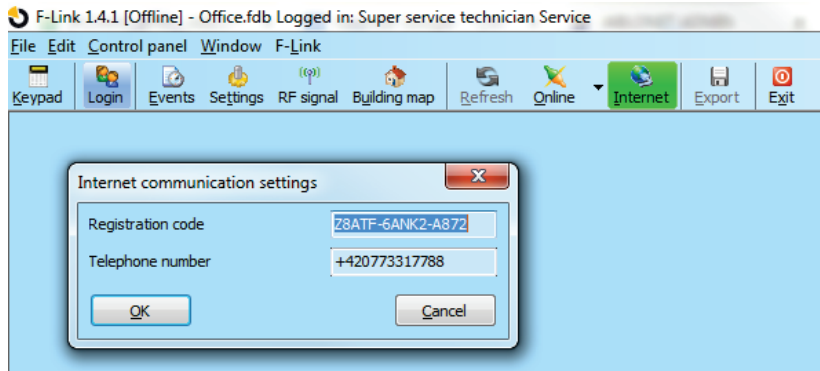 F-Link 1.4.1 [Offline] - Office.fdb Logged in: Super service technician Service
File Edit Control panel Window F-Link
Keypad Login Events Settings RF signal Building map Refresh Online Internet Export Exit
Internet communication settings
Registration code Z8ATF-6ANK2-A872
Telephone number +420773317788
OK Cancel